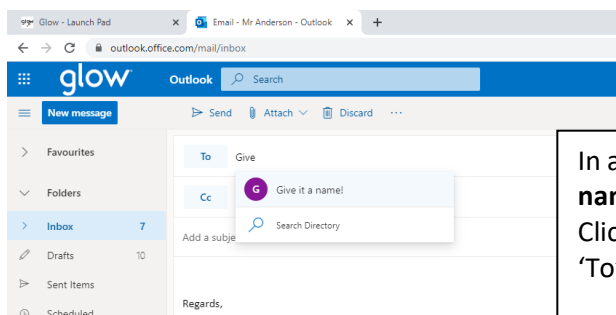 Glow - Launch Pad
Email - Mr Anderson - Outlook
outlook.office.com/mail/inbox
glow
Outlook
Search
New message
Send
Attach
Discard
Favourites
To
Give
In a
nar
Clic
'To
Folders
Cc
G
Give it a name!
Search Directory
Inbox
7
Add a subje
Drafts
10
Sent Items
Regards,
Scheduled